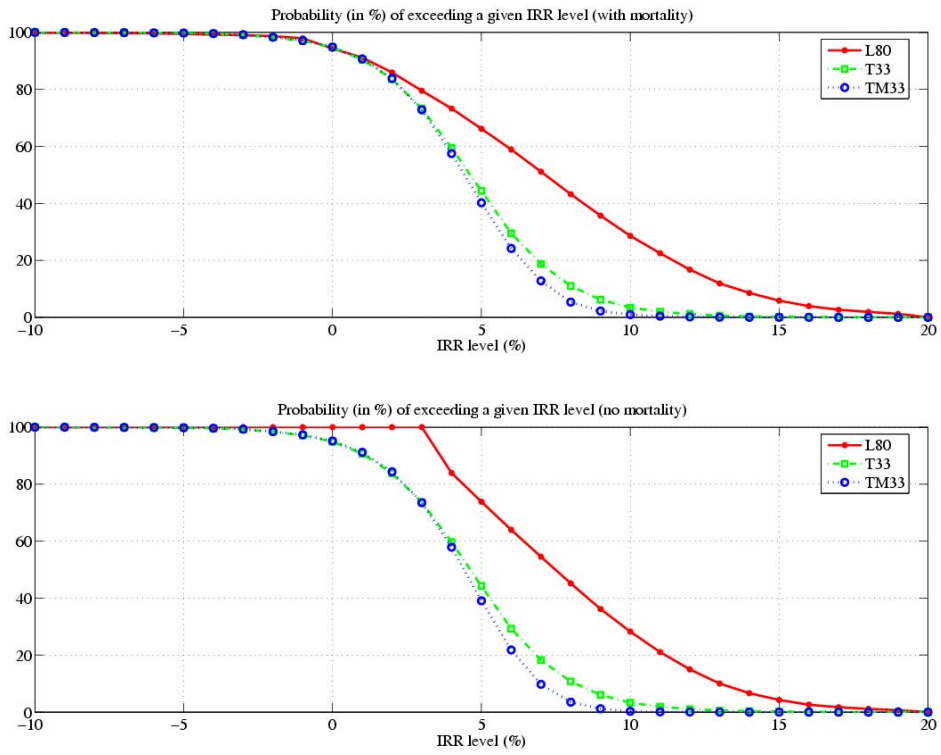 Probability (in %) of exceeding a given IRR level (with mortality)
100
80
60
40
20
0
L80
T33
TM33
−10 −5 0 5 10 15 20
IRR level (%)
Probability (in %) of exceeding a given IRR level (no mortality)
100
80
60
40
20
0
L80
T33
TM33
−10 −5 0 5 10 15 20
IRR level (%)